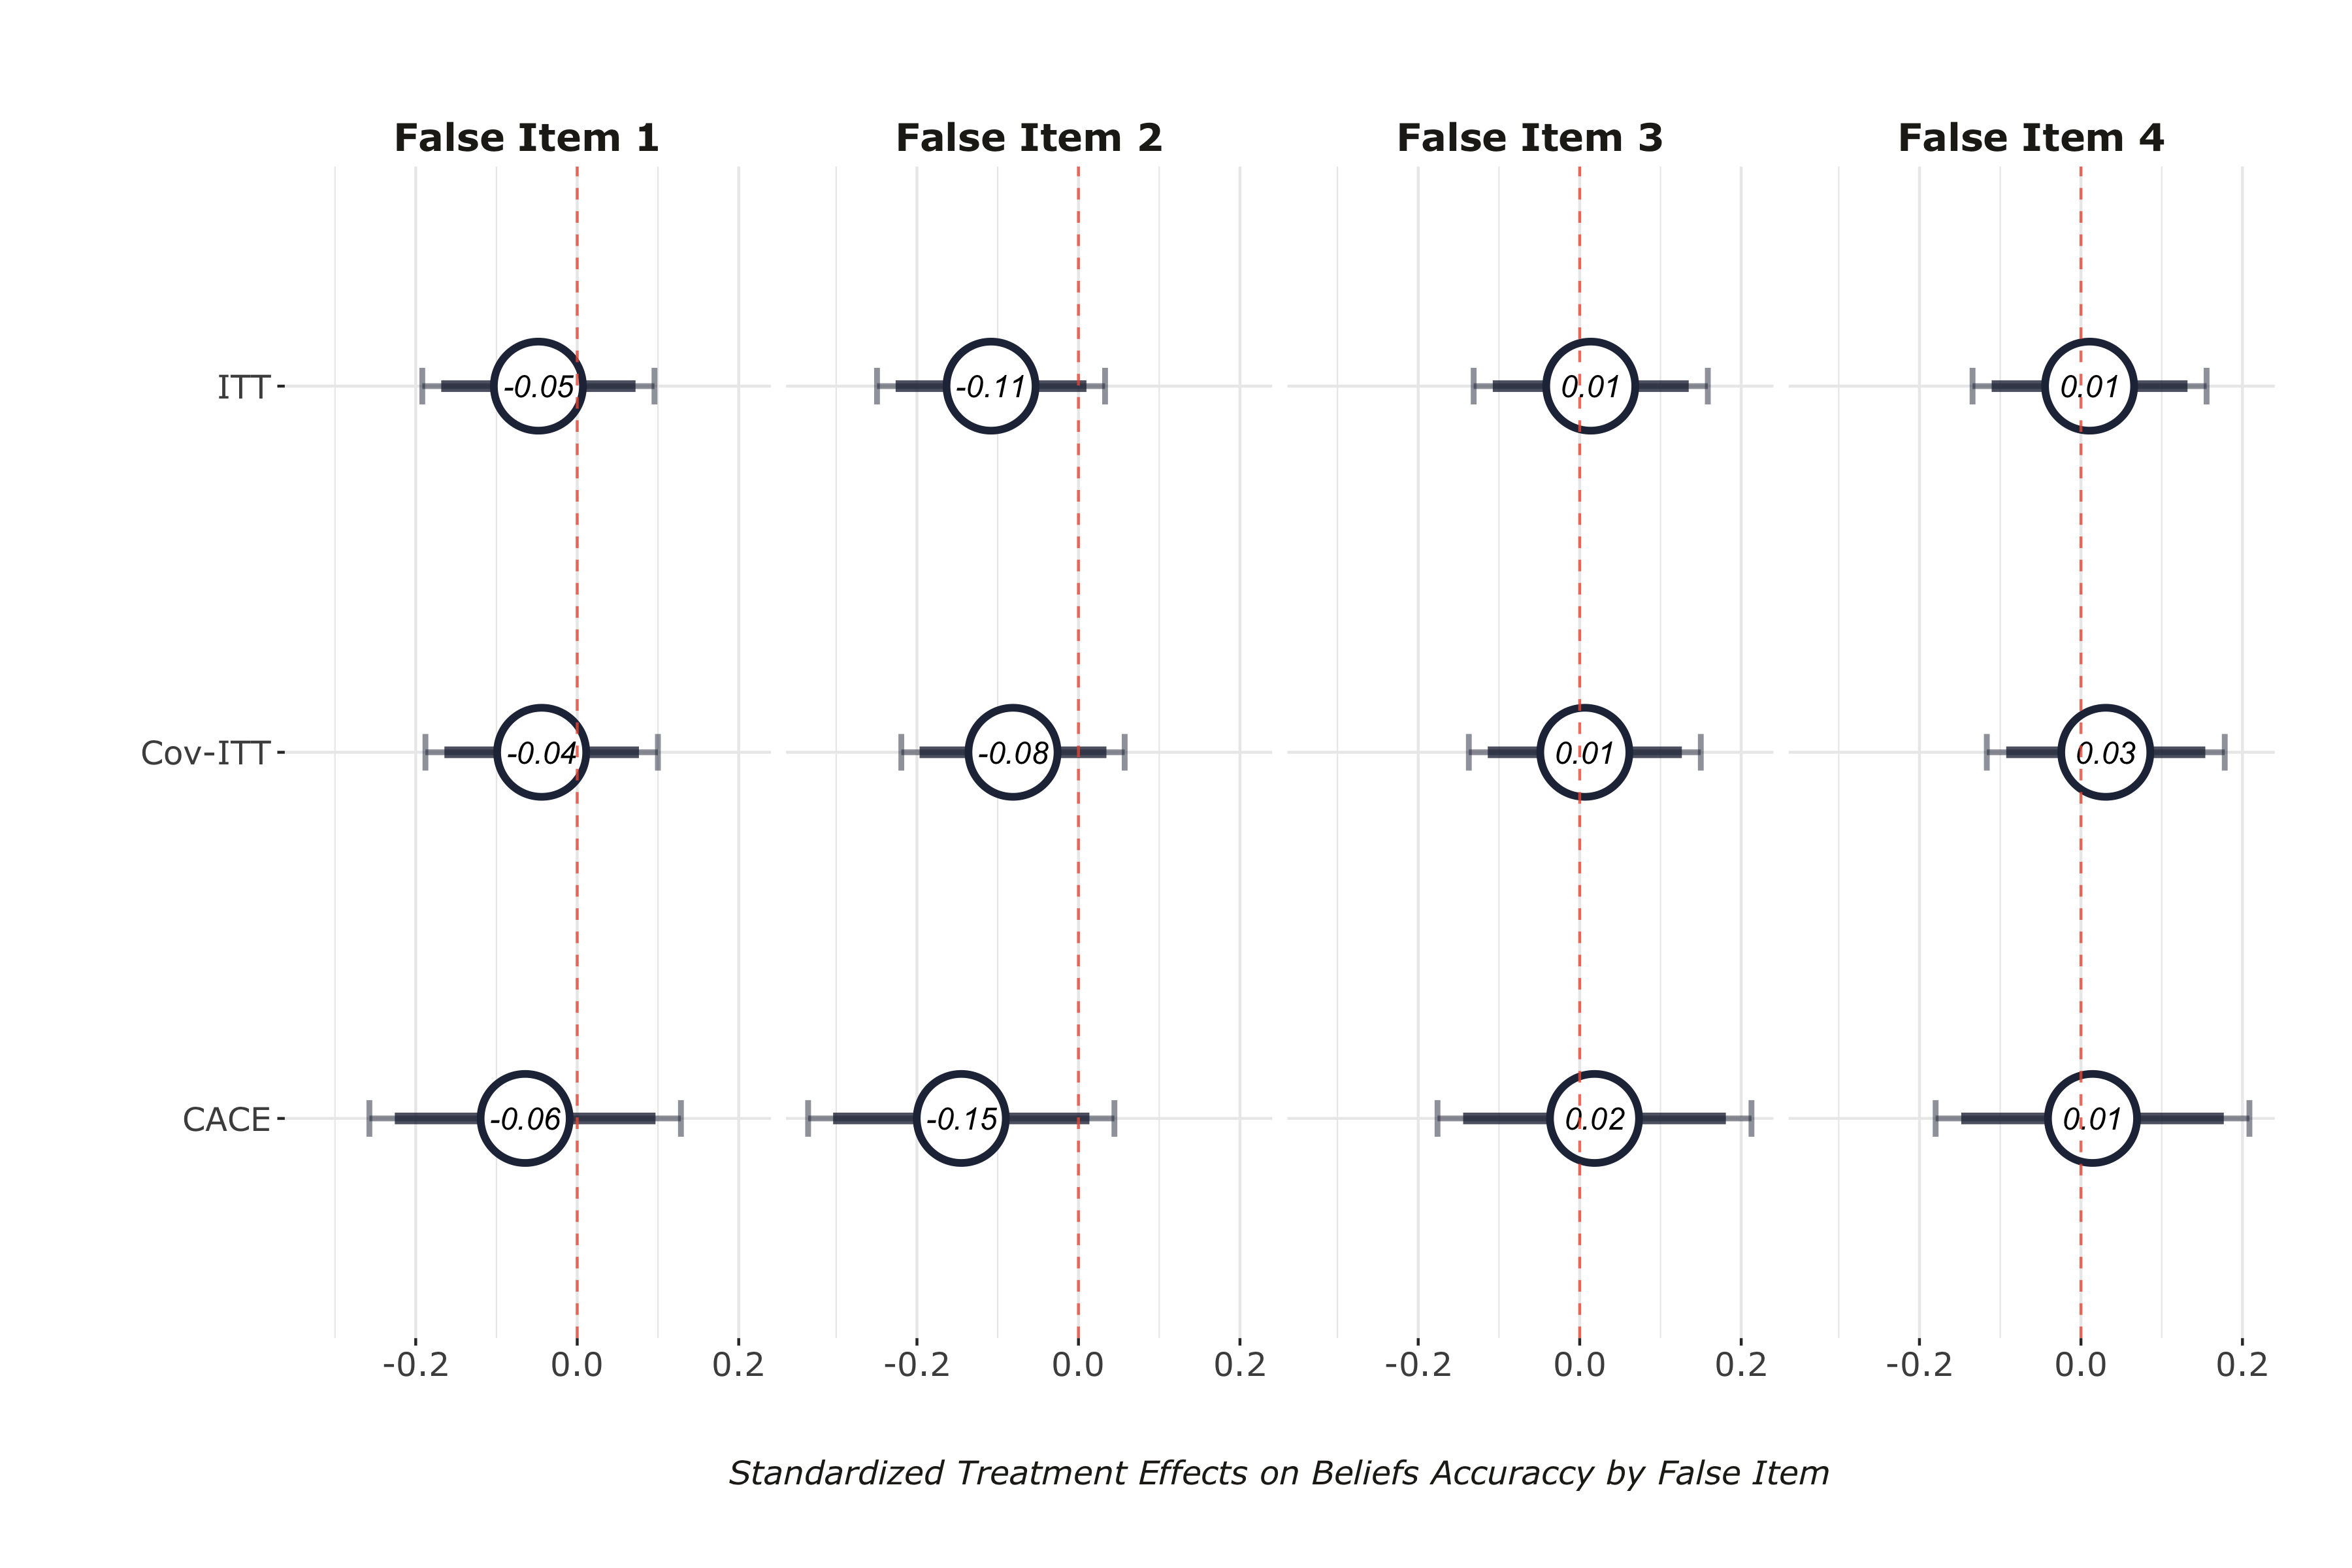 False Item 1 False Item 2 False Item 3 False Item 4
ITT -0.05 -0.11 0.01 0.01
Cov-ITT -0.04 -0.08 0.01 0.03
CACE -0.06 -0.15 0.02 0.01
-0.2 0.0 0.2 -0.2 0.0 0.2 -0.2 0.0 0.2 -0.2 0.0 0.2
Standardized Treatment Effects on Beliefs Accuraccy by False Item